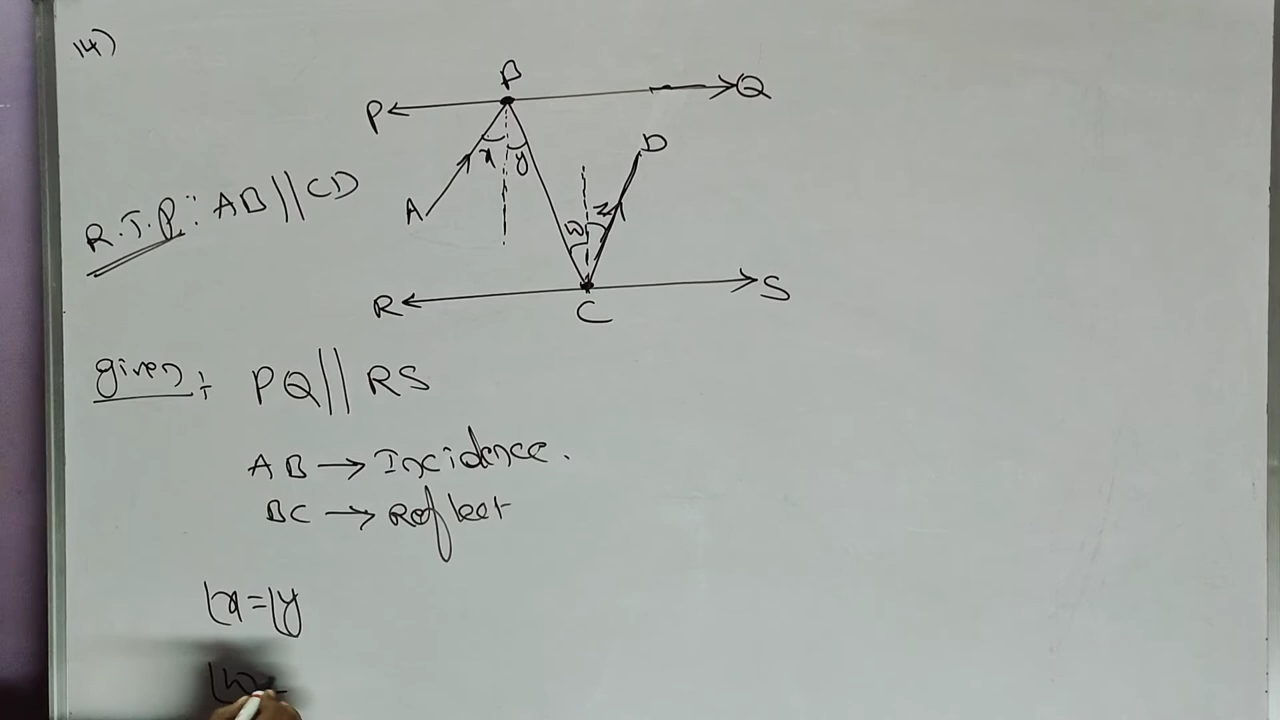 14)
B
P
Q
D
x
y
A
R.T.P: AB||CD
w
z
R
S
C
given: PQ || RS
AB → Incidence.
BC → Reflect
∠x=∠y
∠w=